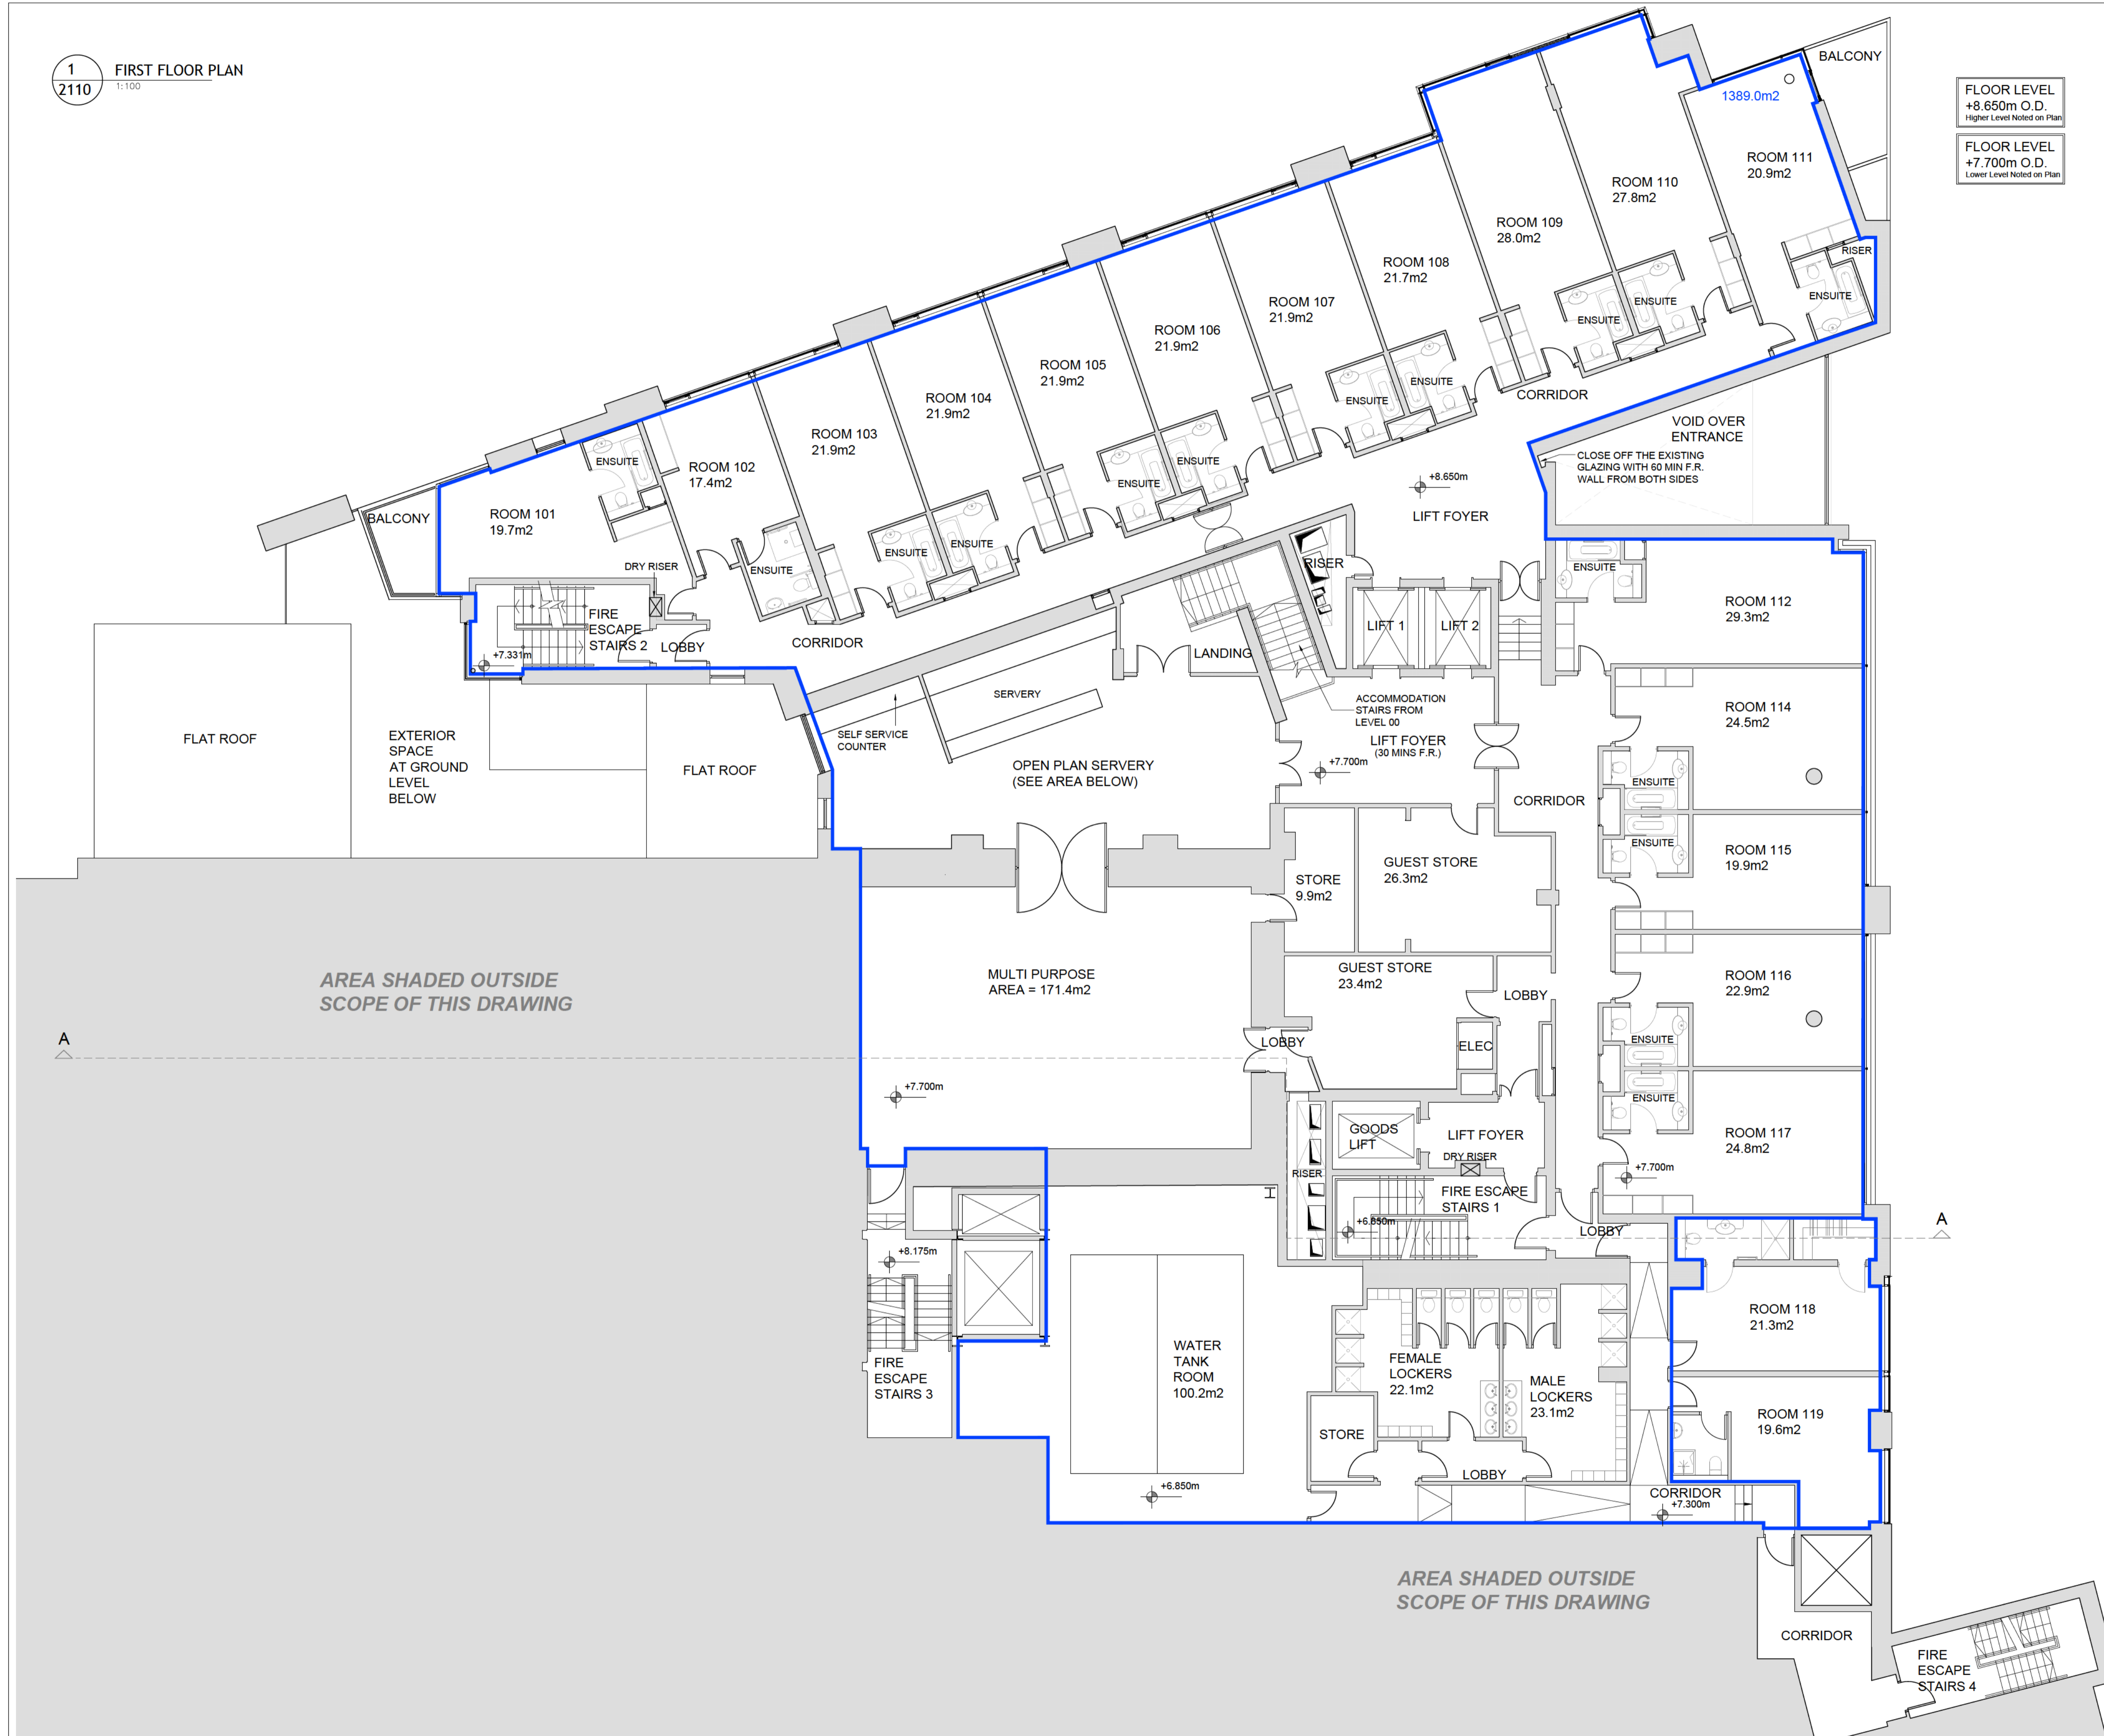 1
2110
FIRST FLOOR PLAN
1:100
BALCONY
FLOOR LEVEL
+8.650m O.D.
Higher Level Noted on Plan
FLOOR LEVEL
+7.700m O.D.
Lower Level Noted on Plan
1389.0m2
ROOM 111
20.9m2
ROOM 110
27.8m2
ROOM 109
28.0m2
RISER
ENSUITE
ROOM 108
21.7m2
ENSUITE
ENSUITE
ROOM 107
21.9m2
ROOM 106
21.9m2
ROOM 105
21.9m2
ENSUITE
ENSUITE
CORRIDOR
ROOM 104
21.9m2
VOID OVER
ENTRANCE
ROOM 103
21.9m2
CLOSE OFF THE EXISTING
GLAZING WITH 60 MIN F.R.
WALL FROM BOTH SIDES
ENSUITE
ENSUITE
ENSUITE
ROOM 102
17.4m2
+8.650m
LIFT FOYER
ROOM 101
19.7m2
BALCONY
ENSUITE
ENSUITE
ENSUITE
DRY RISER
RISER
ENSUITE
ROOM 112
29.3m2
FIRE
ESCAPE
STAIRS 2
LOBBY
+7.331m
CORRIDOR
LIFT 1
LIFT 2
LANDING
SERVERY
ACCOMMODATION
STAIRS FROM
LEVEL 00
ROOM 114
24.5m2
SELF SERVICE
COUNTER
LIFT FOYER
(30 MINS F.R.)
FLAT ROOF
EXTERIOR
SPACE
AT GROUND
LEVEL
BELOW
FLAT ROOF
OPEN PLAN SERVERY
(SEE AREA BELOW)
+7.700m
ENSUITE
CORRIDOR
ENSUITE
ROOM 115
19.9m2
GUEST STORE
26.3m2
STORE
9.9m2
AREA SHADED OUTSIDE
SCOPE OF THIS DRAWING
MULTI PURPOSE
AREA = 171.4m2
GUEST STORE
23.4m2
LOBBY
ROOM 116
22.9m2
A
LOBBY
ELEC
ENSUITE
+7.700m
ENSUITE
GOODS
LIFT
LIFT FOYER
DRY RISER
ROOM 117
24.8m2
RISER
+7.700m
FIRE ESCAPE
STAIRS 1
+6.850m
LOBBY
A
+8.175m
ROOM 118
21.3m2
FIRE
ESCAPE
STAIRS 3
WATER
TANK
ROOM
100.2m2
FEMALE
LOCKERS
22.1m2
MALE
LOCKERS
23.1m2
ROOM 119
19.6m2
STORE
LOBBY
+6.850m
CORRIDOR
+7.300m
AREA SHADED OUTSIDE
SCOPE OF THIS DRAWING
CORRIDOR
FIRE
ESCAPE
STAIRS 4